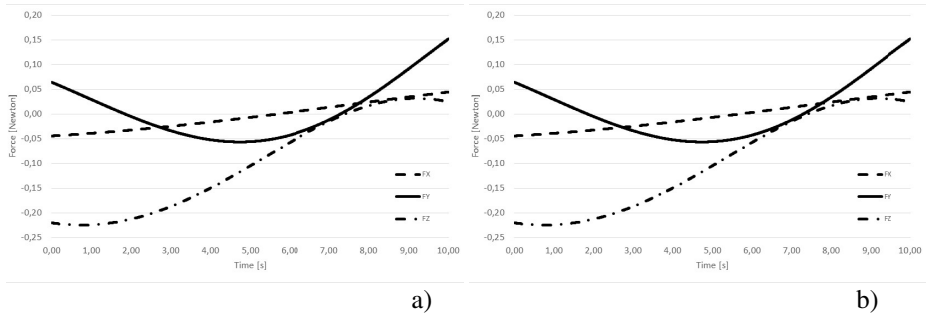 0,20
0,15
0,10
0,05
0,00
-0,05
-0,10
-0,15
-0,20
-0,25
Force [Newton]
FX
FY
FZ
0,00 1,00 2,00 3,00 4,00 5,00 6,00 7,00 8,00 9,00 10,00
Time [s]
a)
0,20
0,15
0,10
0,05
0,00
-0,05
-0,10
-0,15
-0,20
-0,25
Force [Newton]
FX
FY
FZ
0,00 1,00 2,00 3,00 4,00 5,00 6,00 7,00 8,00 9,00 10,00
Time [s]
b)